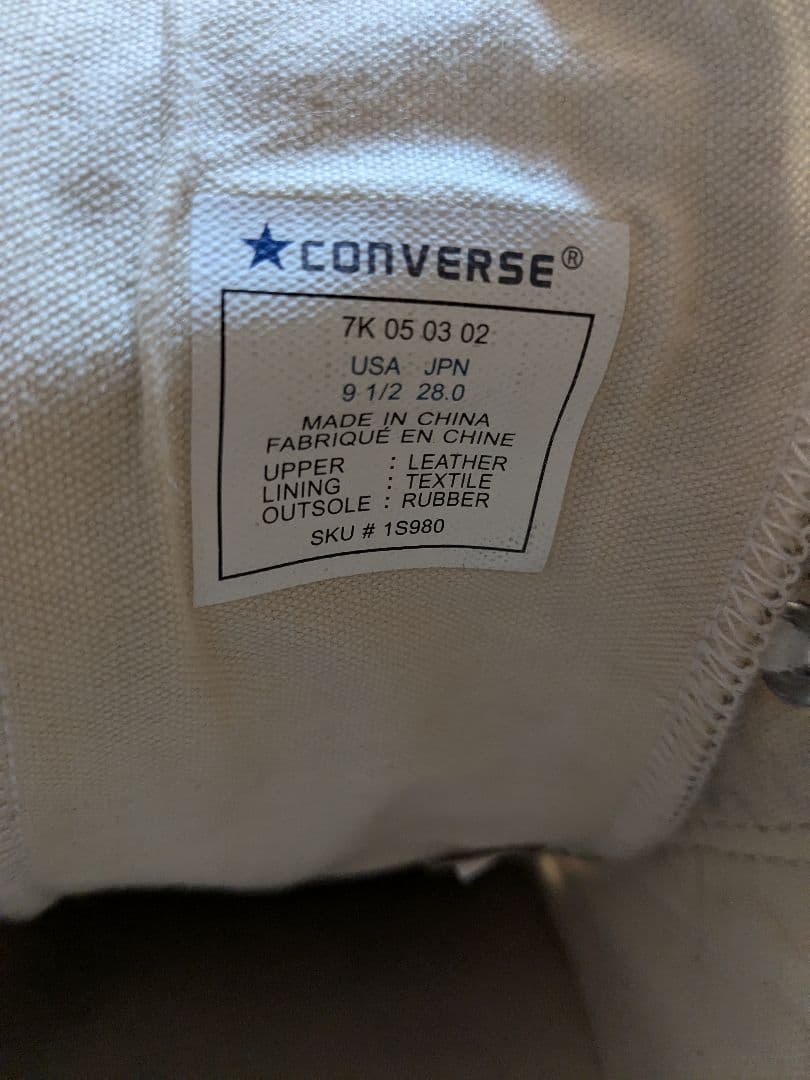 ★CONVERSE®
7K 05 03 02
USA JPN
9 1/2 28.0
MADE IN CHINA
FABRIQUÉ EN CHINE
UPPER : LEATHER
LINING : TEXTILE
OUTSOLE : RUBBER
SKU # 1S980